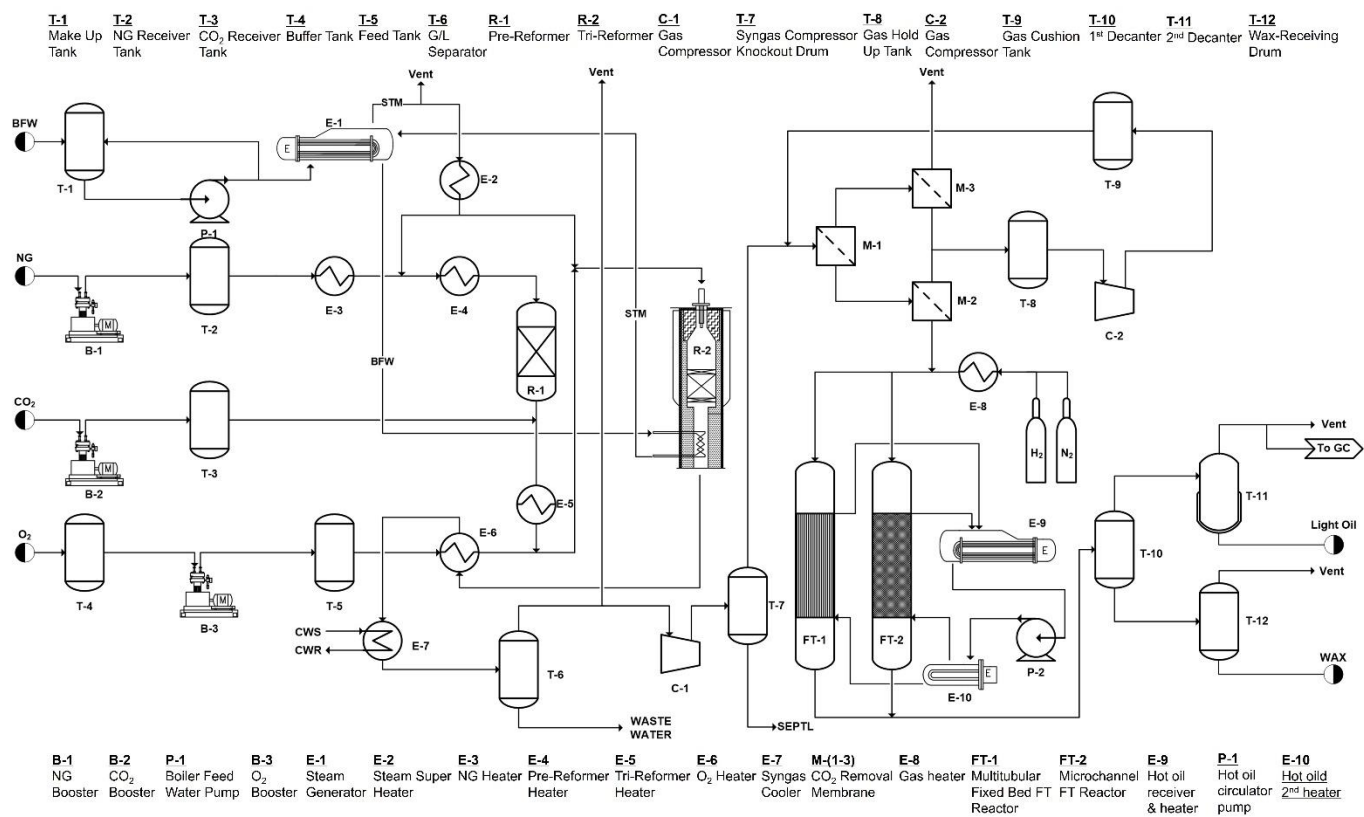 T-1 T-2 T-3 T-4 T-5 T-6 R-1 R-2 C-1 T-7 T-8 C-2 T-9 T-10 T-11 T-12
Make Up NG Receiver CO₂ Receiver Buffer Tank Feed Tank G/L Pre-Reformer Tri-Reformer Gas Syngas Compressor Gas Hold Gas Gas Cushion 1st Decanter 2nd Decanter Wax-Receiving
Tank Tank Tank Separator Compressor Knockout Drum Up Tank Compressor Tank Drum
Vent
Vent
Vent
STM
BFW
E-1
E
E-2
T-1
P-1
M-3
T-9
M-1
NG
T-2
E-3
E-4
M-2
T-8
C-2
M
B-1
STM
R-2
BFW
R-1
E-8
CO₂
T-3
H₂
N₂
M
B-2
Vent
To GC
T-11
E-5
O₂
E-6
E-9
E
Light Oil
T-10
T-4
M
B-3
T-5
T-7
Vent
T-12
CWS
CWR
E-7
FT-1
FT-2
P-2
T-6
C-1
E
E-10
WAX
WASTE
WATER
SEPTL
B-1 B-2 P-1 B-3 E-1 E-2 E-3 E-4 E-5 E-6 E-7 M-(1-3) E-8 FT-1 FT-2 E-9 P-1 E-10
NG CO₂ Boiler Feed O₂ Steam Steam Super NG Heater Pre-Reformer Tri-Reformer O₂ Heater Syngas CO₂ Removal Gas heater Multitubular Microchannel Hot oil Hot oil Hot oild
Booster Booster Water Pump Booster Generator Heater Heater Heater Cooler Membrane Fixed Bed FT FT Reactor receiver circulator 2nd heater
Reactor & heater pump